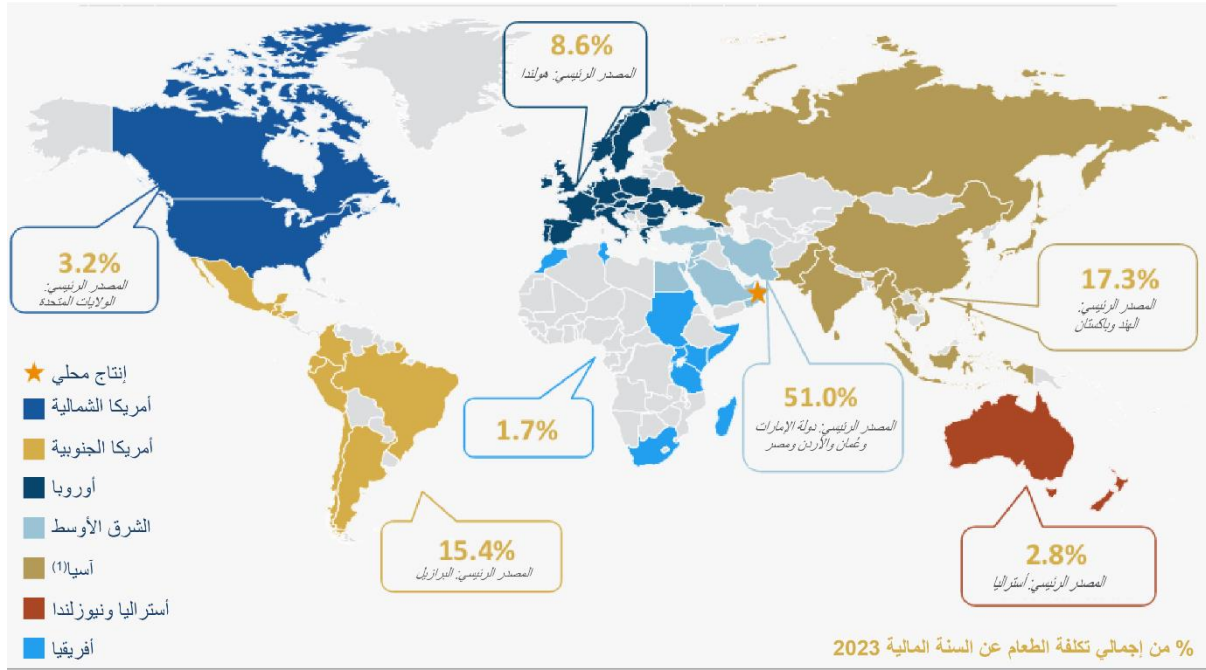 8.6%
المصدر الرئيسي: هولندا
3.2%
المصدر الرئيسي:
الولايات المتحدة
17.3%
المصدر الرئيسي:
الهند وباكستان
51.0%
المصدر الرئيسي: دولة الإمارات
وعُمان والأردن ومصر
1.7%
15.4%
المصدر الرئيسي: البرازيل
2.8%
المصدر الرئيسي: أستراليا
إنتاج محلي
أمريكا الشمالية
أمريكا الجنوبية
أوروبا
الشرق الأوسط
آسيا(1)
أستراليا ونيوزلندا
أفريقيا
% من إجمالي تكلفة الطعام عن السنة المالية 2023